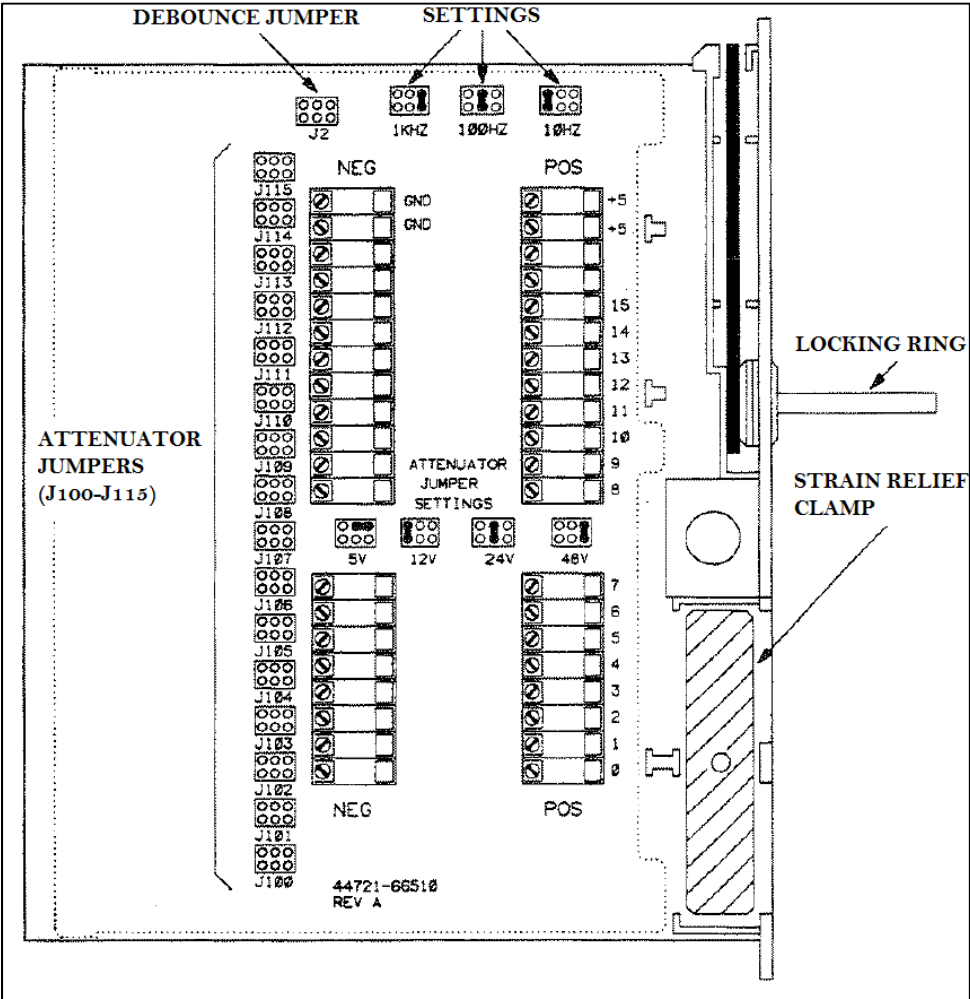 DEBOUNCE JUMPER
SETTINGS
J2
1KHZ
100HZ
10HZ
NEG
POS
J115
J114
J113
J112
J111
J110
J109
J108
J107
J106
J105
J104
J103
J102
J101
J100
GND
GND
+5
+5
15
14
13
12
11
10
9
8
LOCKING RING
ATTENUATOR
JUMPERS
(J100-J115)
ATTENUATOR
JUMPER
SETTINGS
STRAIN RELIEF
CLAMP
5V
12V
24V
48V
7
6
5
4
3
2
1
0
NEG
POS
44721-66510
REV A